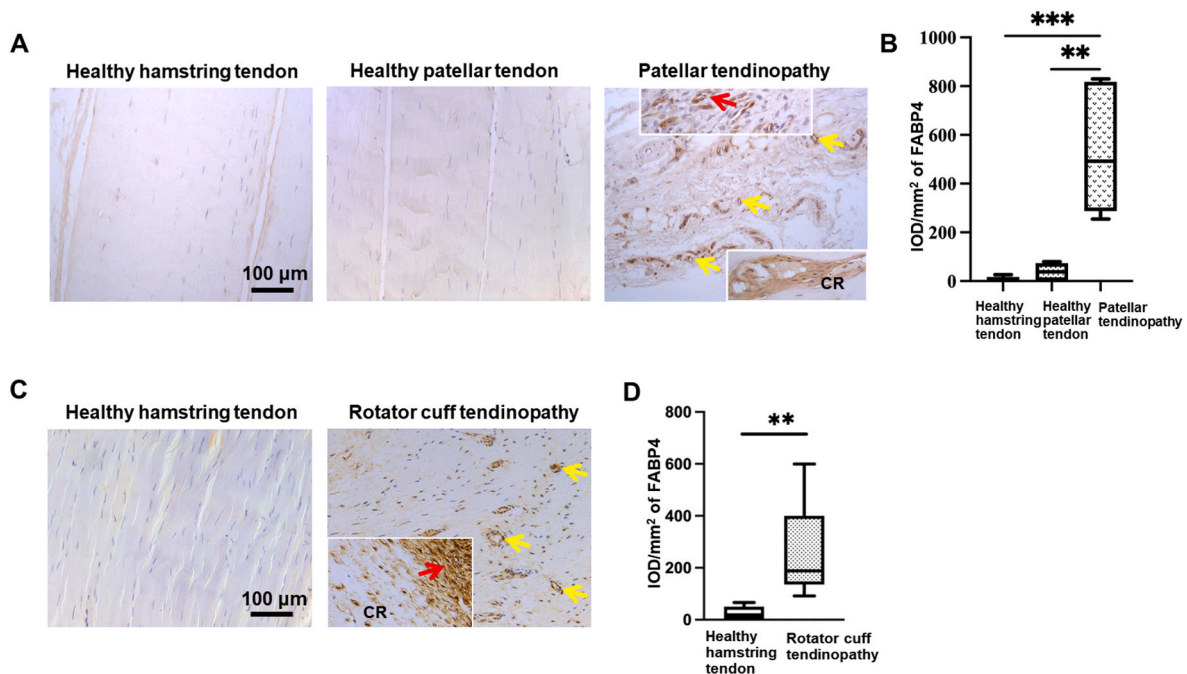 A
Healthy hamstring tendon
Healthy patellar tendon
Patellar tendinopathy
100 μm
CR
B
***
**
IOD/mm² of FABP4
1000
800
600
400
200
0
Healthy
hamstring
tendon
Healthy
patellar
tendon
Patellar
tendinopathy
C
Healthy hamstring tendon
Rotator cuff tendinopathy
100 μm
CR
D
**
IOD/mm² of FABP4
800
600
400
200
0
Healthy
hamstring
tendon
Rotator cuff
tendinopathy